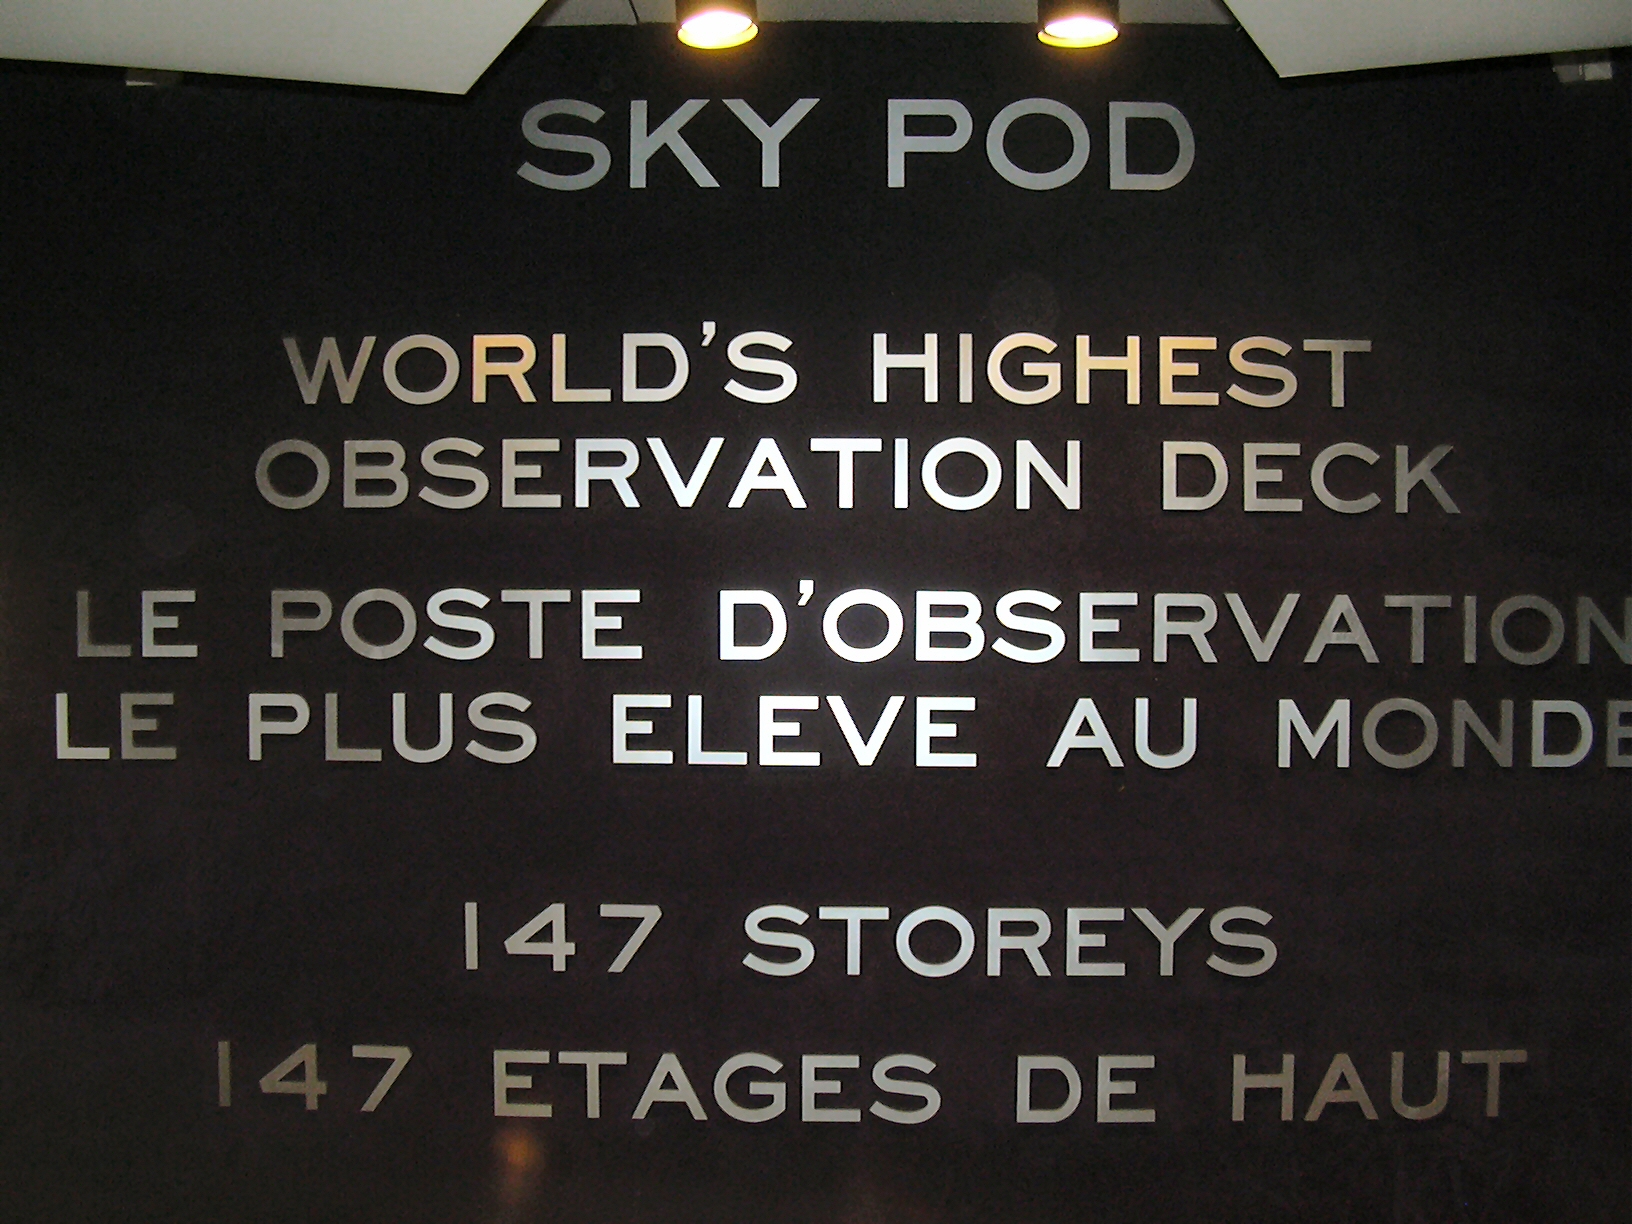 SKY POD
WORLD'S HIGHEST
OBSERVATION DECK
LE POSTE D'OBSERVATION
LE PLUS ELEVE AU MONDE
147 STOREYS
147 ETAGES DE HAUT